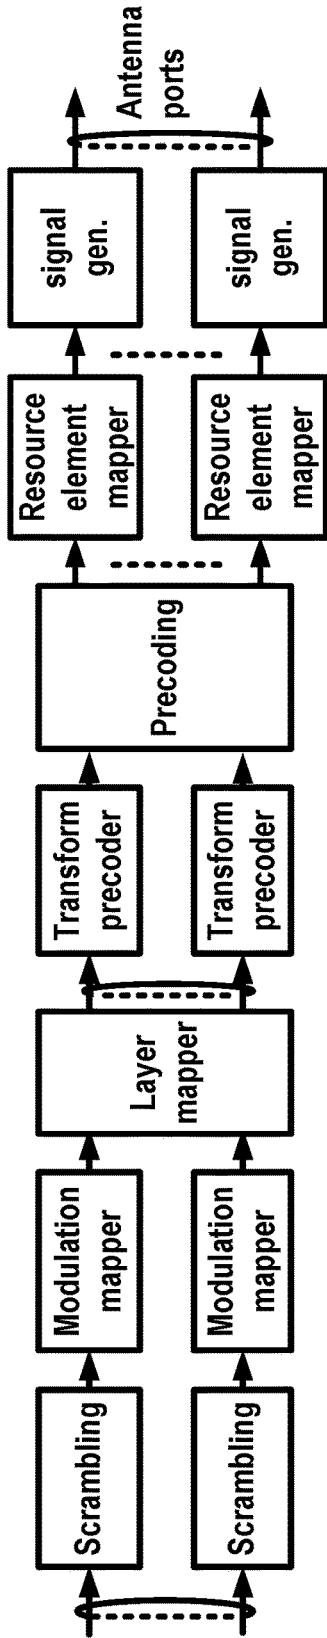 Scrambling
Modulation
mapper
Layer
mapper
Transform
precoder
Precoding
Resource
element
mapper
signal
gen.
Antenna
ports
Scrambling
Modulation
mapper
Transform
precoder
Resource
element
mapper
signal
gen.